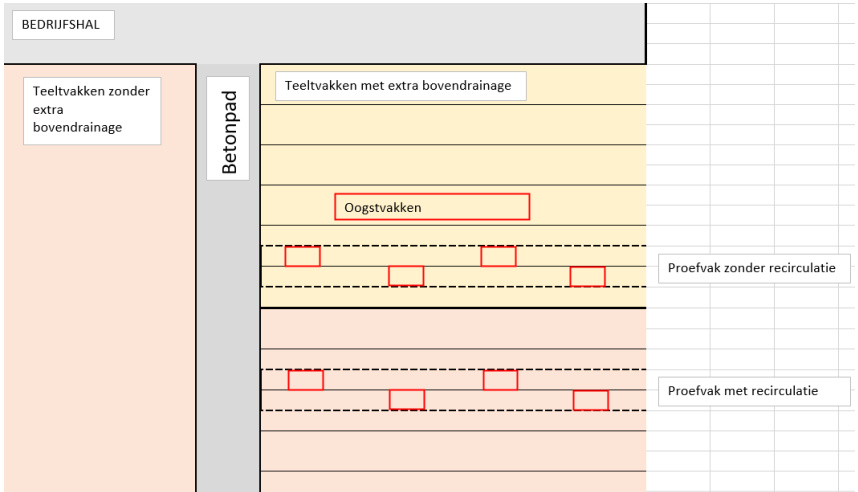 BEDRIJFSHAL
Teeltvakken zonder
extra
bovendrainage
Betonpad
Teeltvakken met extra bovendrainage
Oogstvakken
Proefvak zonder recirculatie
Proefvak met recirculatie